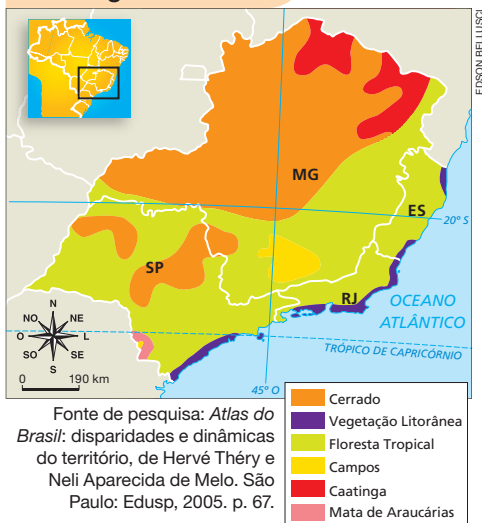 EDSON BELLUSCI
MG
ES
20º S
SP
RJ
OCEANO
ATLÂNTICO
TRÓPICO DE CAPRICÓRNIO
N
NO
NE
O
L
SO
SE
S
0
190 km
45º O
Cerrado
Vegetação Litorânea
Floresta Tropical
Campos
Caatinga
Mata de Araucárias
Fonte de pesquisa: Atlas do
Brasil: disparidades e dinâmicas
do território, de Hervé Théry e
Neli Aparecida de Melo. São
Paulo: Edusp, 2005. p. 67.